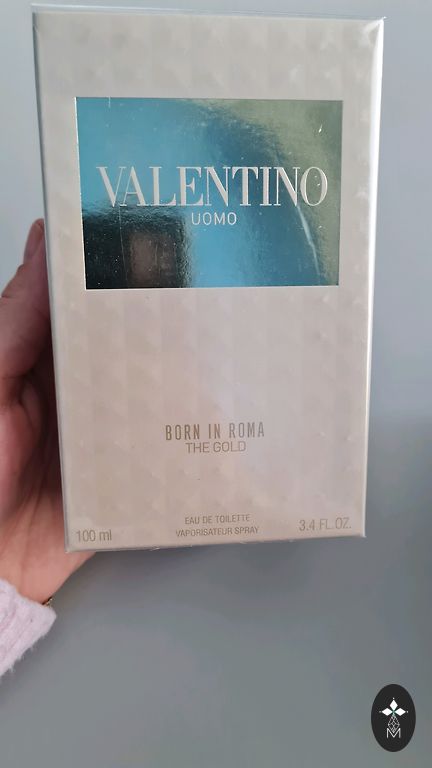 VALENTINO
UOMO
BORN IN ROMA
THE GOLD
EAU DE TOILETTE
100 ml
VAPORISATEUR SPRAY
3.4 FL.OZ.
M